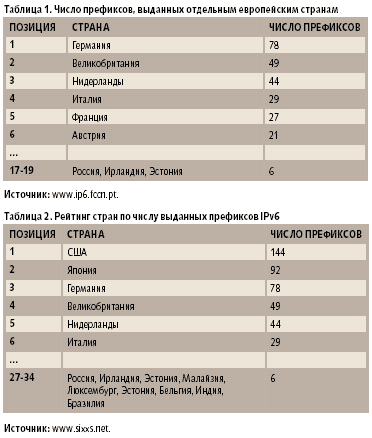 Таблица 1. Число префиксов, выданных отдельным европейским странам
ПОЗИЦИЯ СТРАНА ЧИСЛО ПРЕФИКСОВ
1 Германия 78
2 Великобритания 49
3 Нидерланды 44
4 Италия 29
5 Франция 27
6 Австрия 21
...
17-19 Россия, Ирландия, Эстония 6
Источник: www.ip6.fccn.pt.
Таблица 2. Рейтинг стран по числу выданных префиксов IPv6
ПОЗИЦИЯ СТРАНА ЧИСЛО ПРЕФИКСОВ
1 США 144
2 Япония 92
3 Германия 78
4 Великобритания 49
5 Нидерланды 44
6 Италия 29
...
27-34 Россия, Ирландия, Эстония, Малайзия, 6
Люксембург, Эстония, Бельгия, Индия,
Бразилия
Источник: www.sixxs.net.